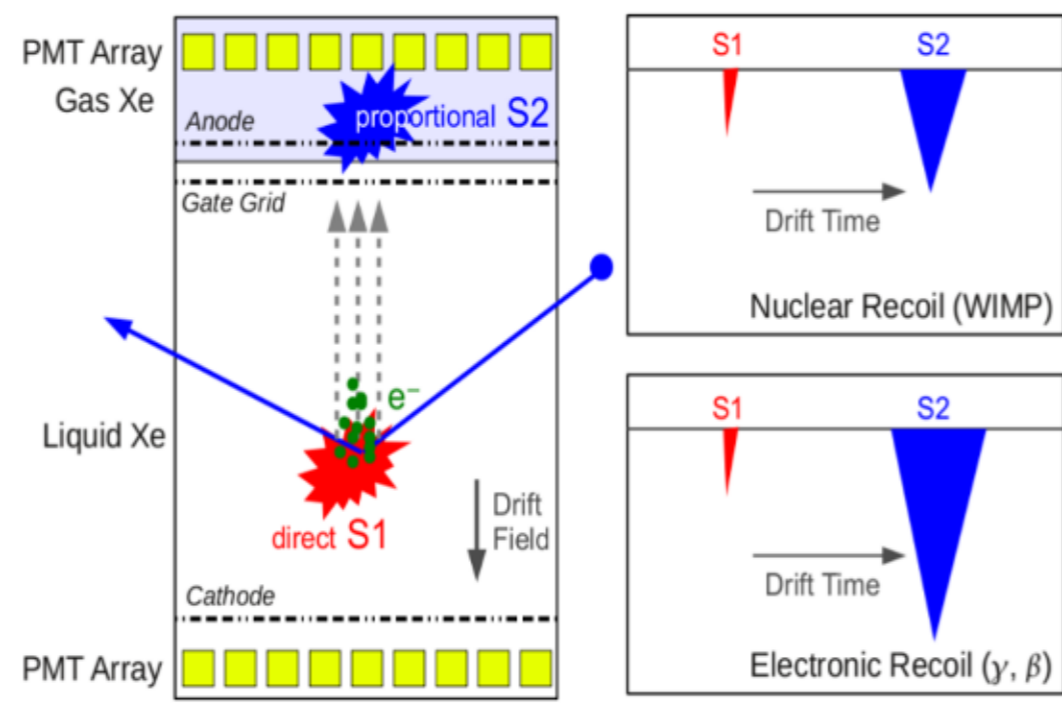 PMT Array
Gas Xe
Anode
proportional S2
Gate Grid
e⁻
Liquid Xe
direct S1
Drift
Field
Cathode
PMT Array
S1
S2
Drift Time
Nuclear Recoil (WIMP)
S1
S2
Drift Time
Electronic Recoil (γ, β)